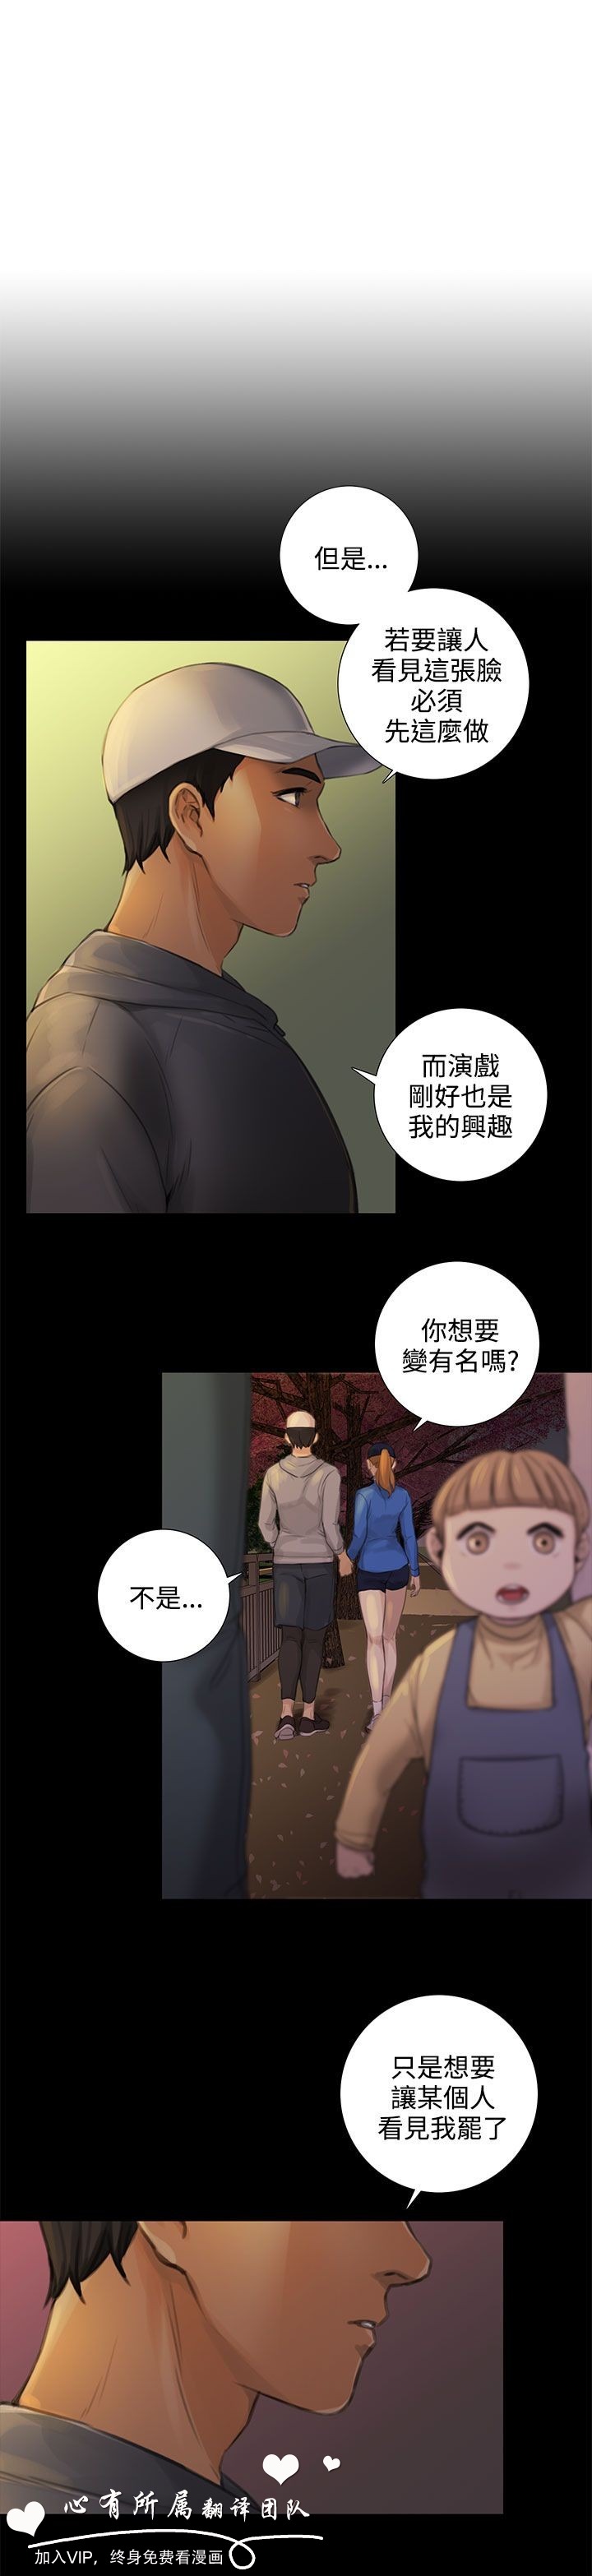 但是...
若要讓人
看見這張臉
必須
先這麼做
而演戲
剛好也是
我的興趣
你想要
變有名嗎?
不是...
只是想要
讓某個人
看見我罷了
心有所属翻译团队
加入VIP，终身免费看漫画